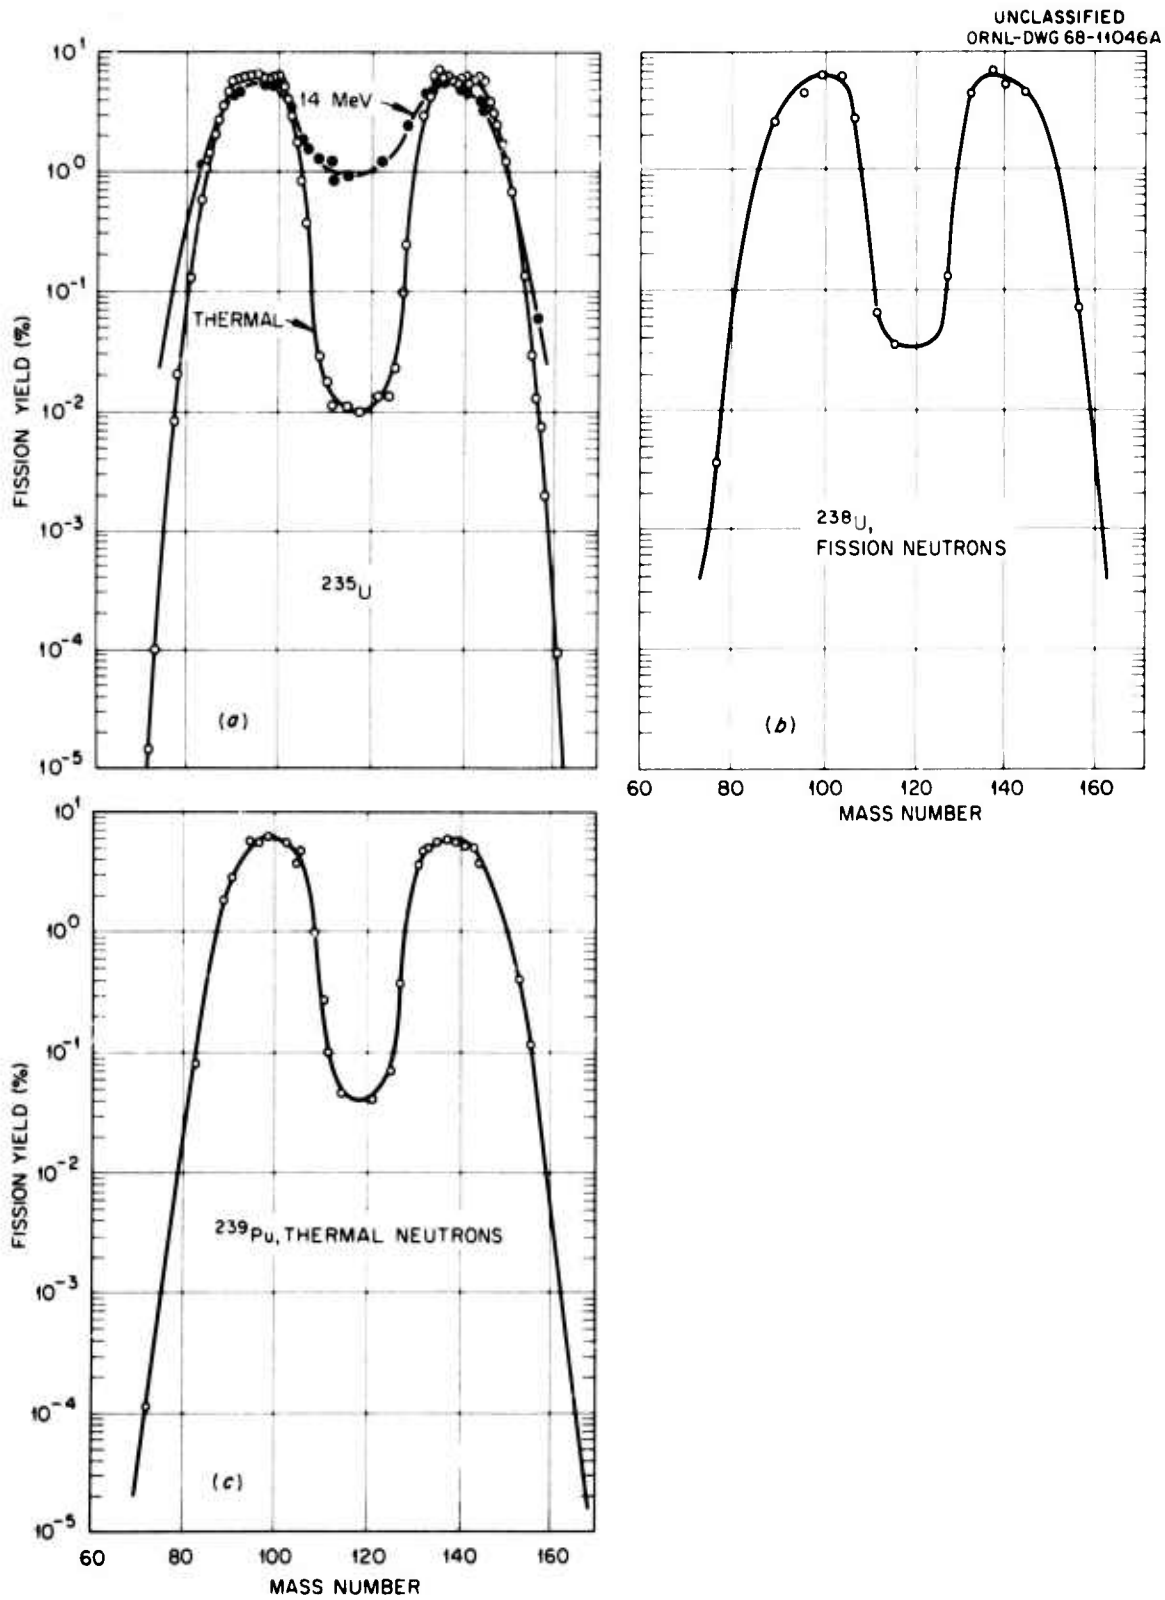 UNCLASSIFIED
ORNL-DWG 68-11046A
10¹
10⁰
10⁻¹
10⁻²
10⁻³
10⁻⁴
10⁻⁵
FISSION YIELD (%)
14 MeV
THERMAL
²³⁵U
(a)
²³⁸U,
FISSION NEUTRONS
(b)
60 80 100 120 140 160
MASS NUMBER
10¹
10⁰
10⁻¹
10⁻²
10⁻³
10⁻⁴
10⁻⁵
FISSION YIELD (%)
²³⁹Pu, THERMAL NEUTRONS
(c)
60 80 100 120 140 160
MASS NUMBER